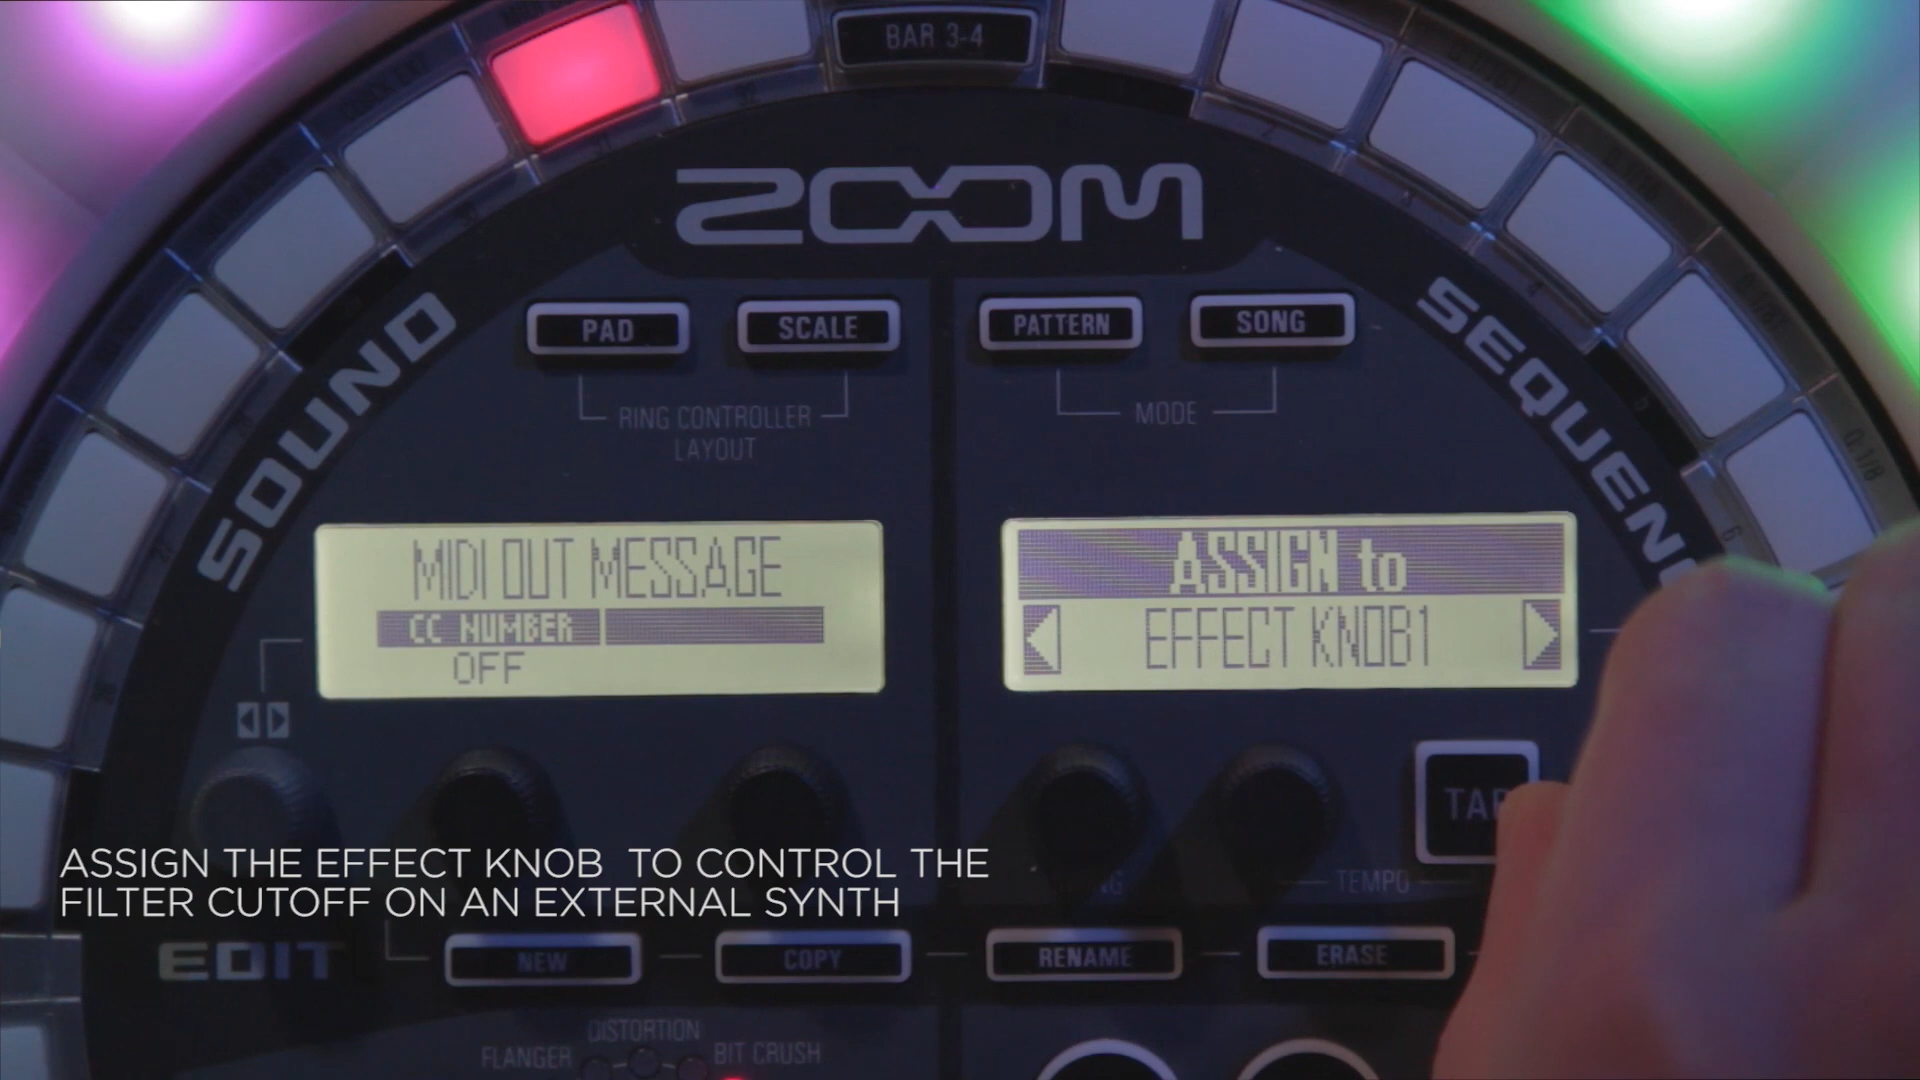 BAR 3-4
ZOOM
PAD
SCALE
PATTERN
SONG
RING CONTROLLER
LAYOUT
MODE
SOUND
SEQUENC
MIDI OUT MESSAGE
CC NUMBER
OFF
ASSIGN to
EFFECT KNOB1
TAP
TEMPO
ASSIGN THE EFFECT KNOB TO CONTROL THE
FILTER CUTOFF ON AN EXTERNAL SYNTH
EDIT
NEW
COPY
RENAME
ERASE
DISTORTION
FLANGER
BIT CRUSH